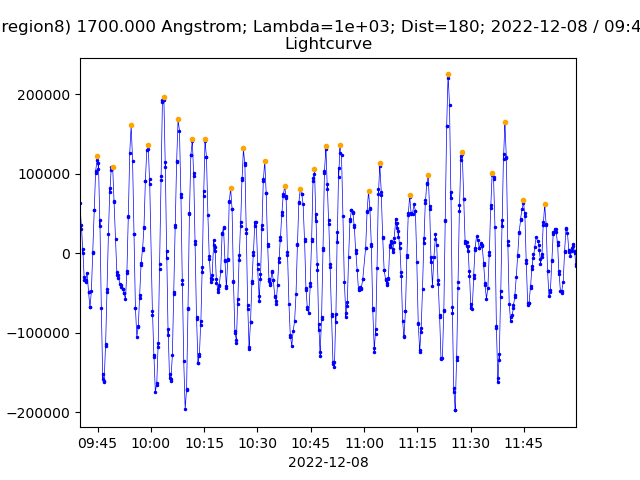 region8) 1700.000 Angstrom; Lambda=1e+03; Dist=180; 2022-12-08 / 09:4
Lightcurve
200000
100000
0
−100000
−200000
09:45 10:00 10:15 10:30 10:45 11:00 11:15 11:30 11:45
2022-12-08